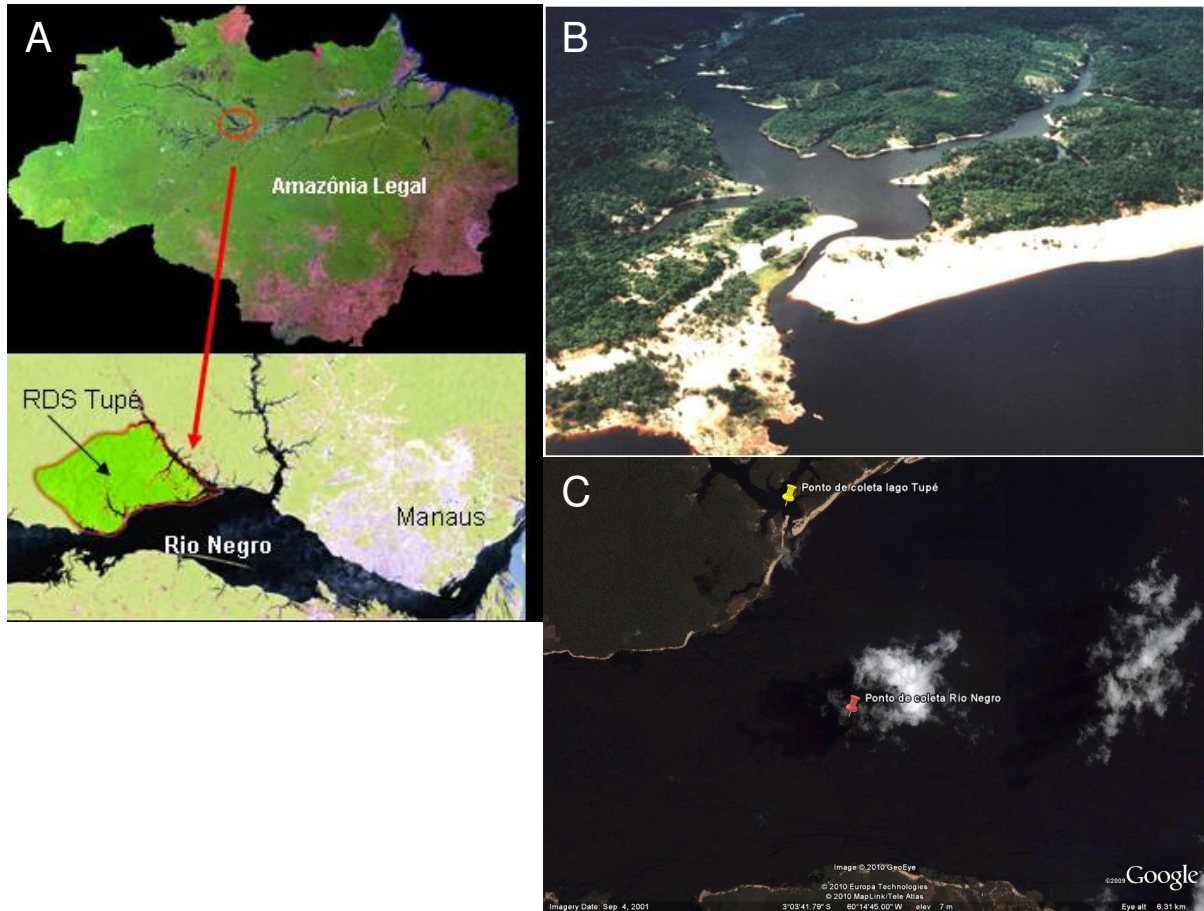 A
Amazônia Legal
RDS Tupé
Manaus
Rio Negro
B
C
Ponto de coleta lago Tupé
Ponto de coleta Rio Negro
Image © 2010 GeoEye
© 2010 Europa Technologies
© 2010 MapLink/Tele Atlas
©2009 Google
Imagery Date: Sep 4, 2001 3°03'41.79" S 60°14'45.00" W elev 7 m Eye alt 6.31 km